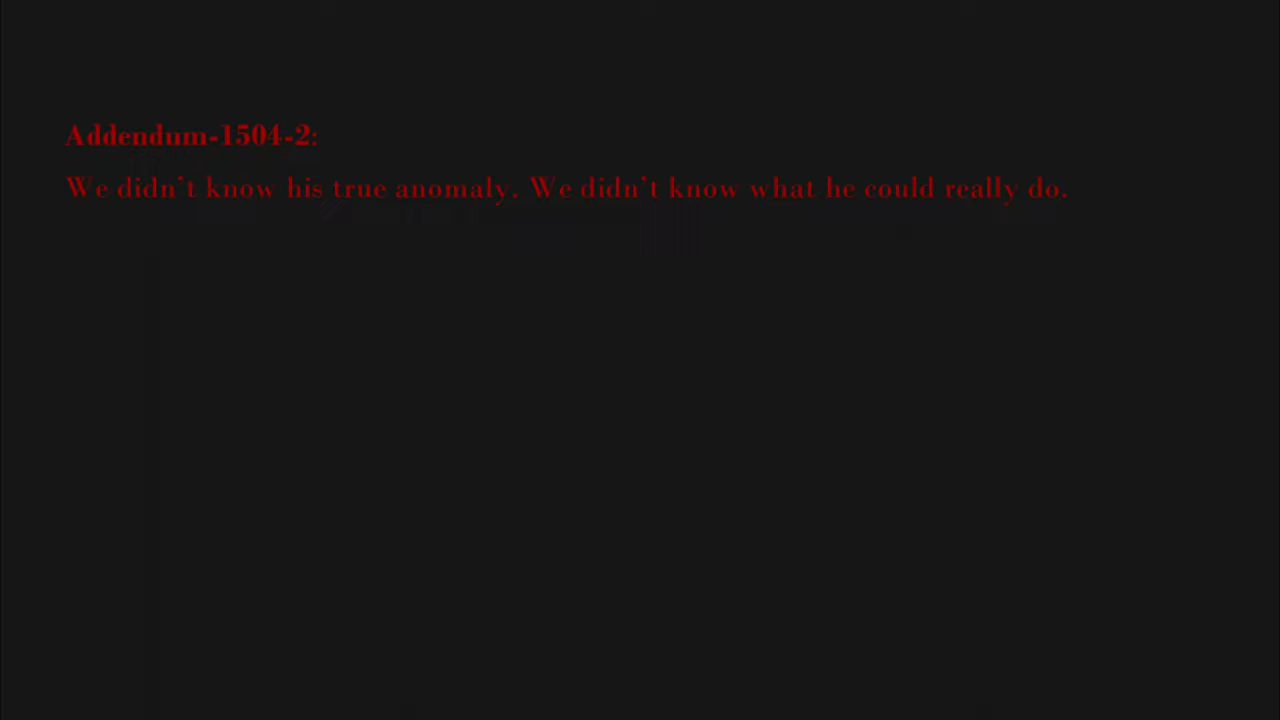 Addendum-1504-2:
We didn’t know his true anomaly. We didn’t know what he could really do.